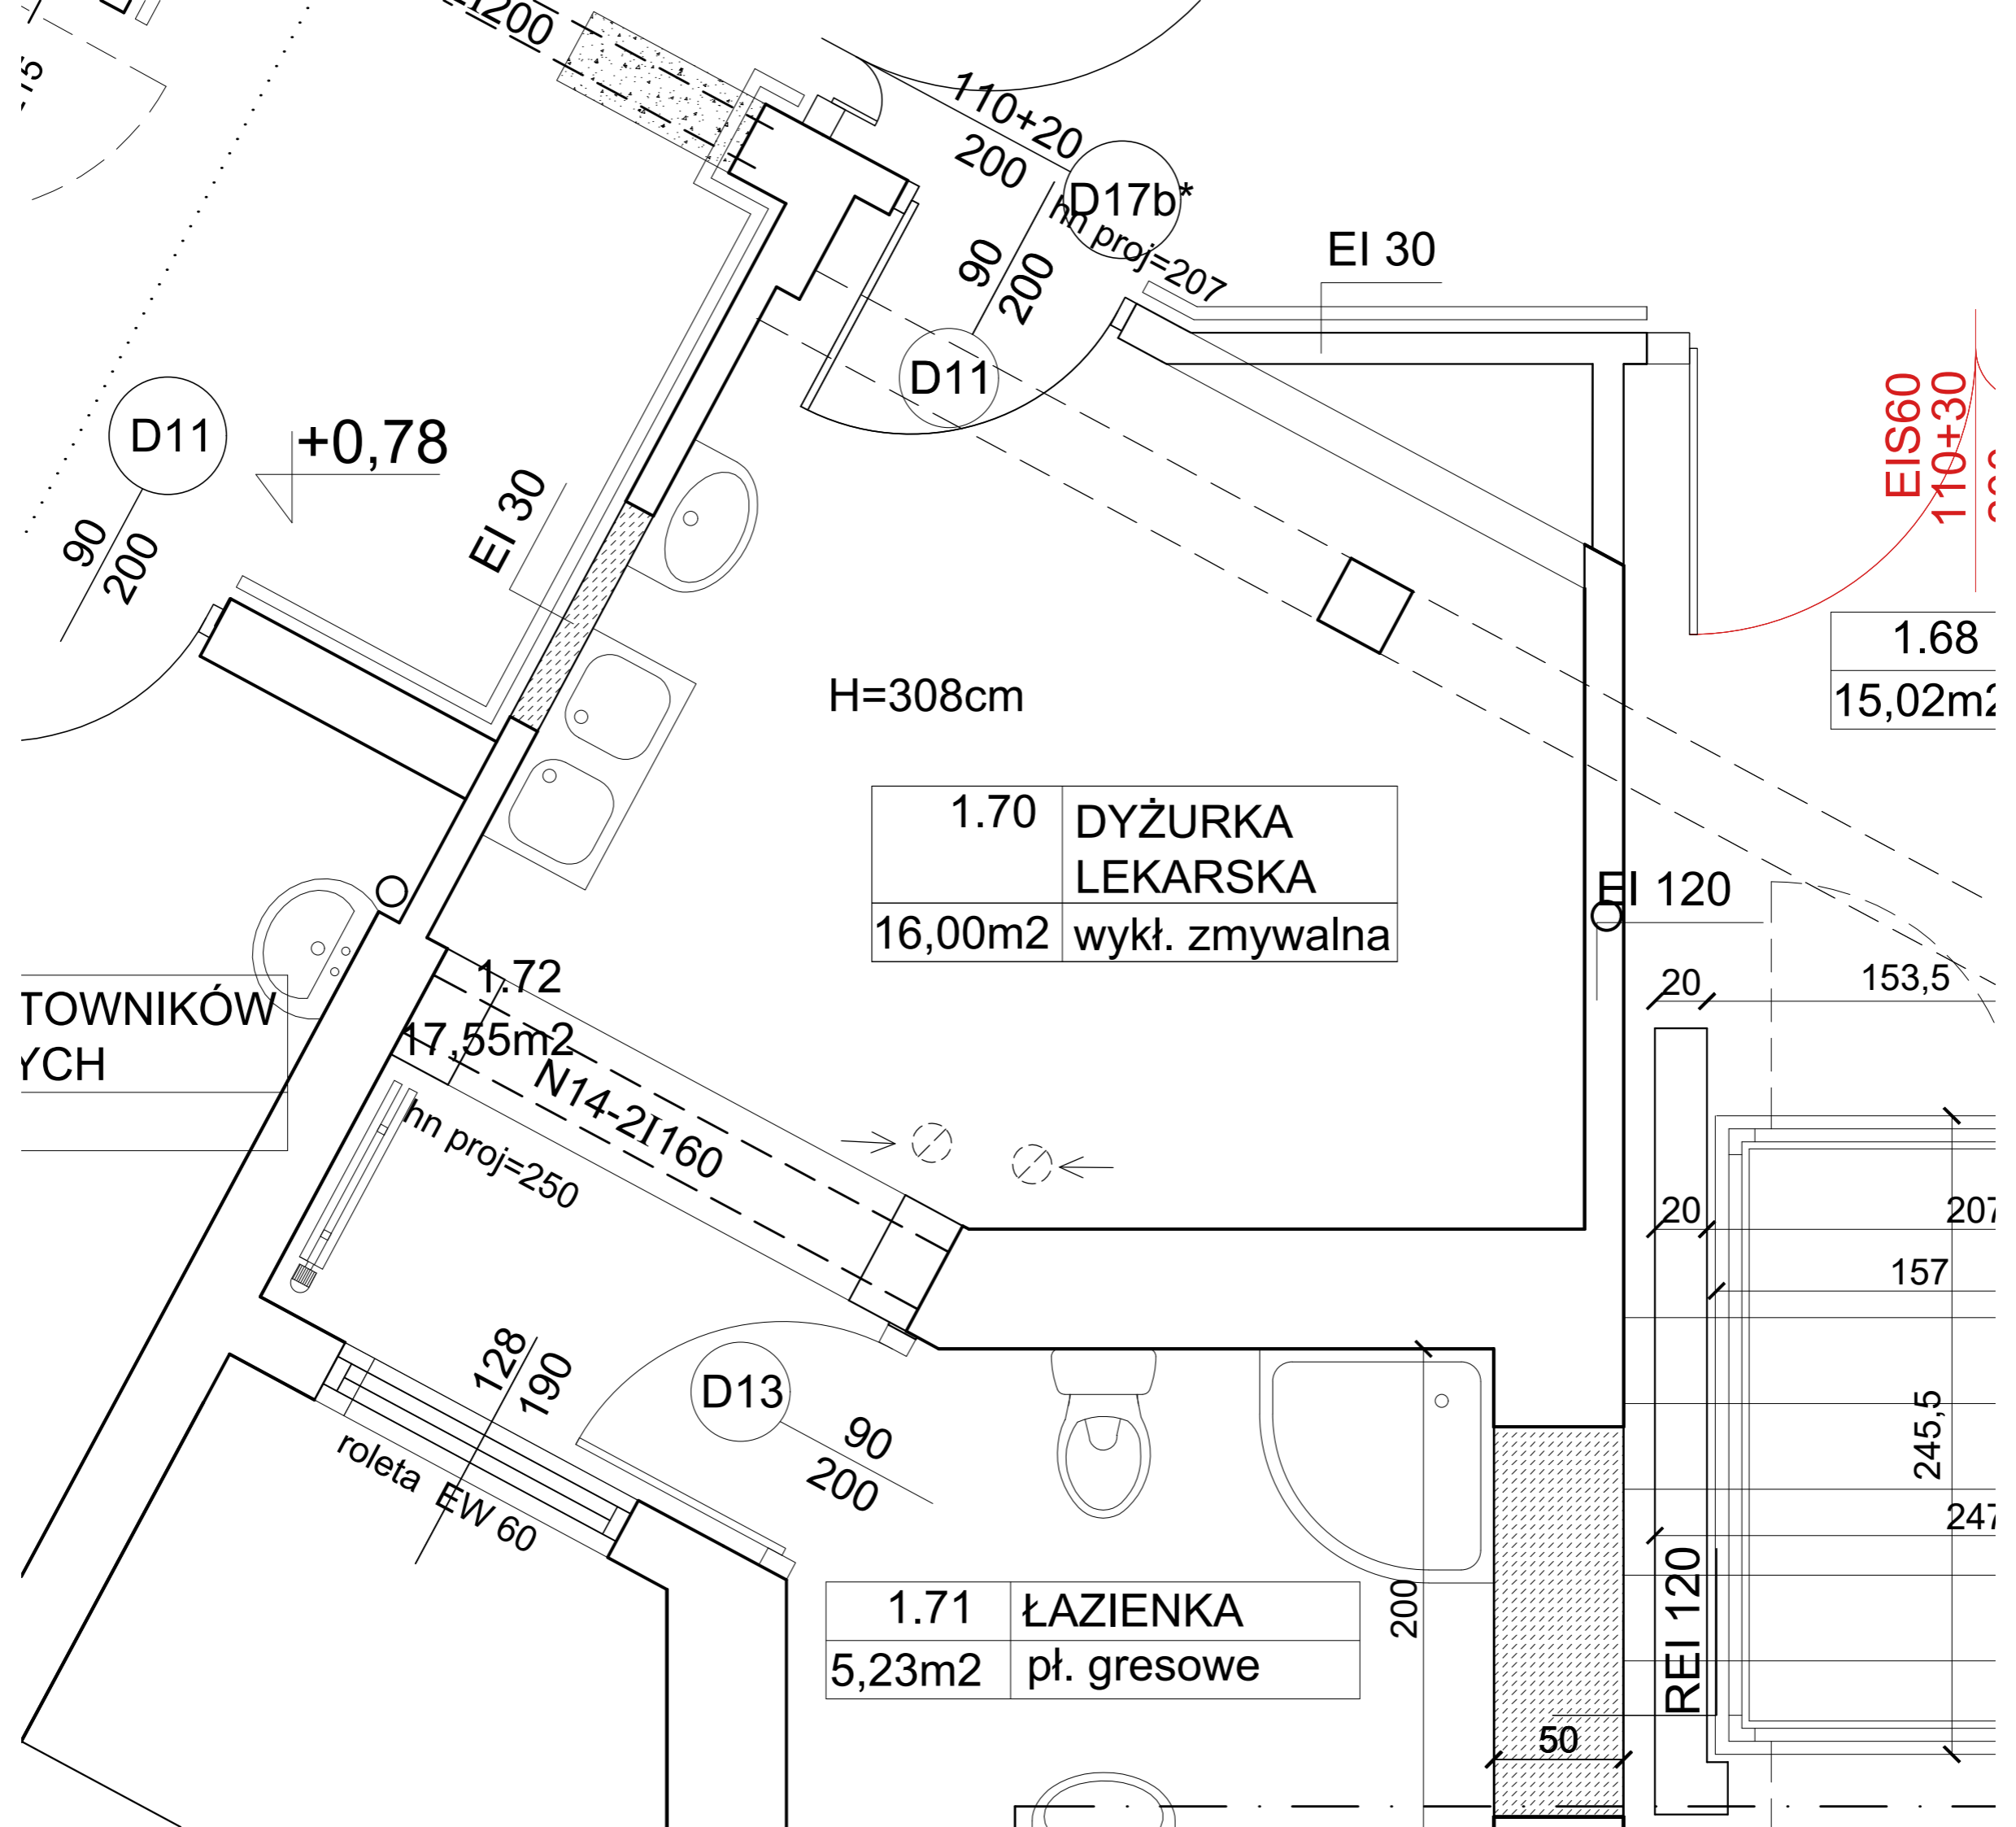 110+20
200
D17b*
hn proj=207
90
200
D11
EI 30
EIS60
110+30
D11
90
200
+0,78
EI 30
1.68
15,02m2
H=308cm
1.70 DYŻURKA
LEKARSKA
16,00m2 wykł. zmywalna
EI 120
20
153,5
1.72
17,55m2
TOWNIKÓW
YCH
N14-2I160
hn proj=250
20
207
157
128
190
D13
90
200
roleta EW 60
245,5
247
200
REI 120
1.71 ŁAZIENKA
5,23m2 pł. gresowe
50